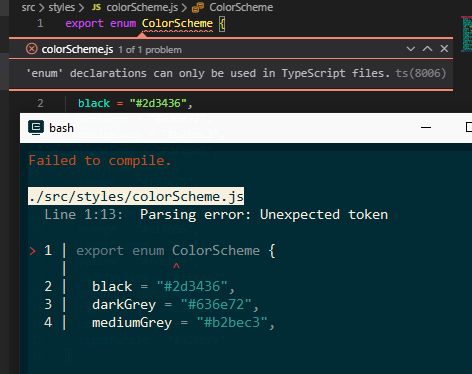 src > styles > JS colorScheme.js > ColorScheme
1 export enum ColorScheme {
colorScheme.js 1 of 1 problem
'enum' declarations can only be used in TypeScript files. ts(8006)
2 black = "#2d3436",
bash
Failed to compile.
./src/styles/colorScheme.js
Line 1:13: Parsing error: Unexpected token
> 1 | export enum ColorScheme {
| ^
2 | black = "#2d3436",
3 | darkGrey = "#636e72",
4 | mediumGrey = "#b2bec3",